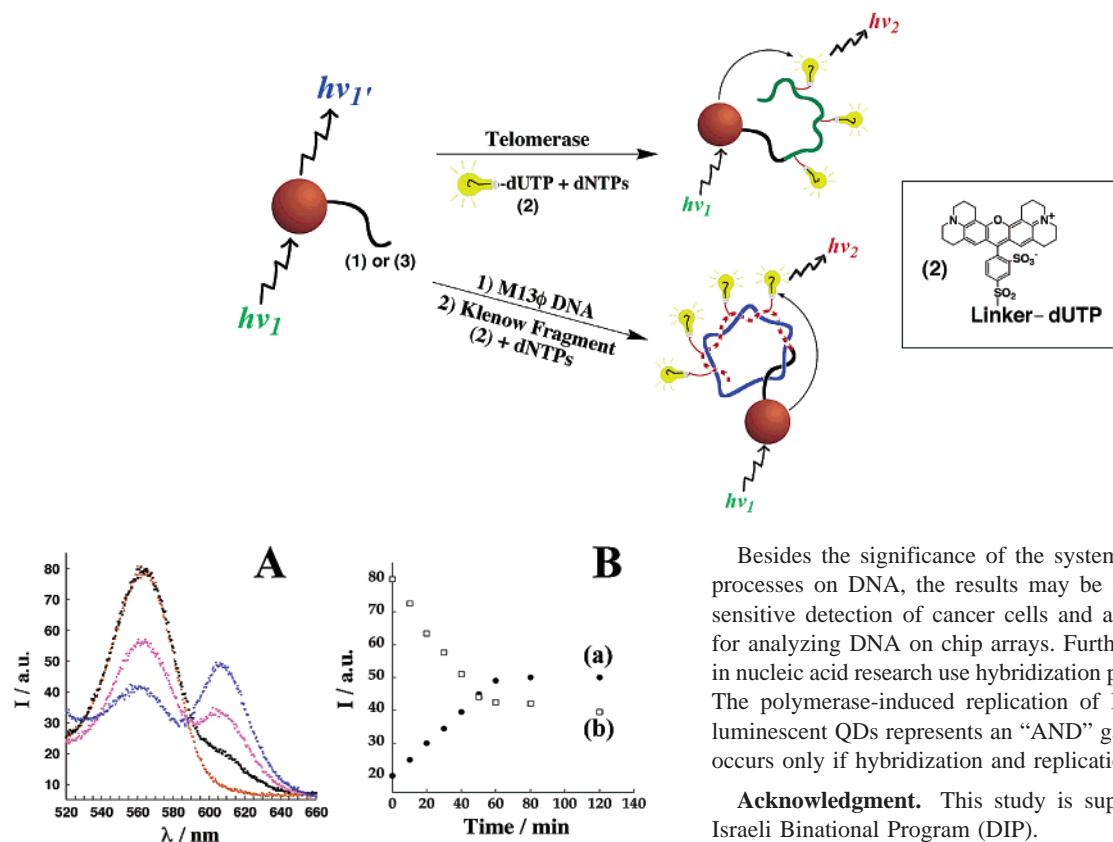 hν1'
hν1
(1) or (3)
Telomerase
-dUTP + dNTPs
(2)
1) M13ϕ DNA
2) Klenow Fragment
(2) + dNTPs
hν2
hν1
hν2
hν1
(2)
N
O
N+
SO3-
SO2
Linker– dUTP
A
I / a.u.
80
70
60
50
40
30
20
10
520 540 560 580 600 620 640 660
λ / nm
B
I / a.u.
80
70
60
50
40
30
20
(a)
(b)
0 20 40 60 80 100 120 140
Time / min
Besides the significance of the system
processes on DNA, the results may be
sensitive detection of cancer cells and a
for analyzing DNA on chip arrays. Furth
in nucleic acid research use hybridization p
The polymerase-induced replication of
luminescent QDs represents an “AND” ga
occurs only if hybridization and replicatio
Acknowledgment. This study is sup
Israeli Binational Program (DIP).